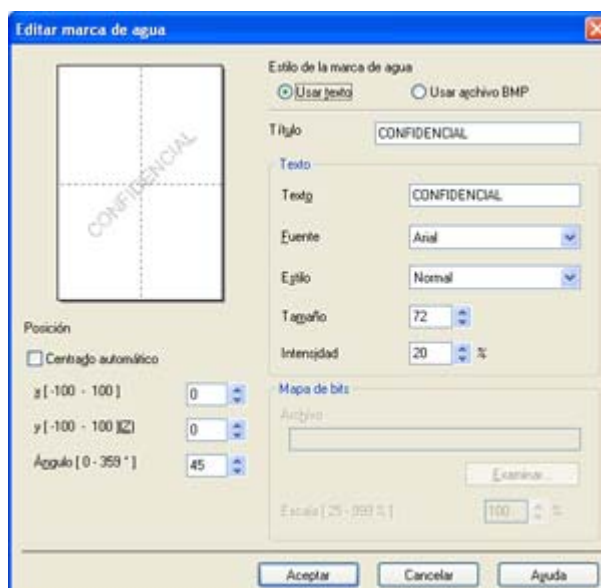 Editar marca de agua
Estilo de la marca de agua
Usar texto
Usar archivo BMP
CONFIDENCIAL
Título CONFIDENCIAL
Texto
Texto CONFIDENCIAL
Fuente Arial
Estilo Normal
Tamaño 72
Intensidad 20 %
Posición
Centrado automático
x [ -100 - 100 ] 0
y [ -100 - 100 ](Z) 0
Ángulo [ 0 - 359 ° ] 45
Mapa de bits
Archivo
Examinar...
Escala [ 25 - 999 % ] 100 %
Aceptar
Cancelar
Ayuda